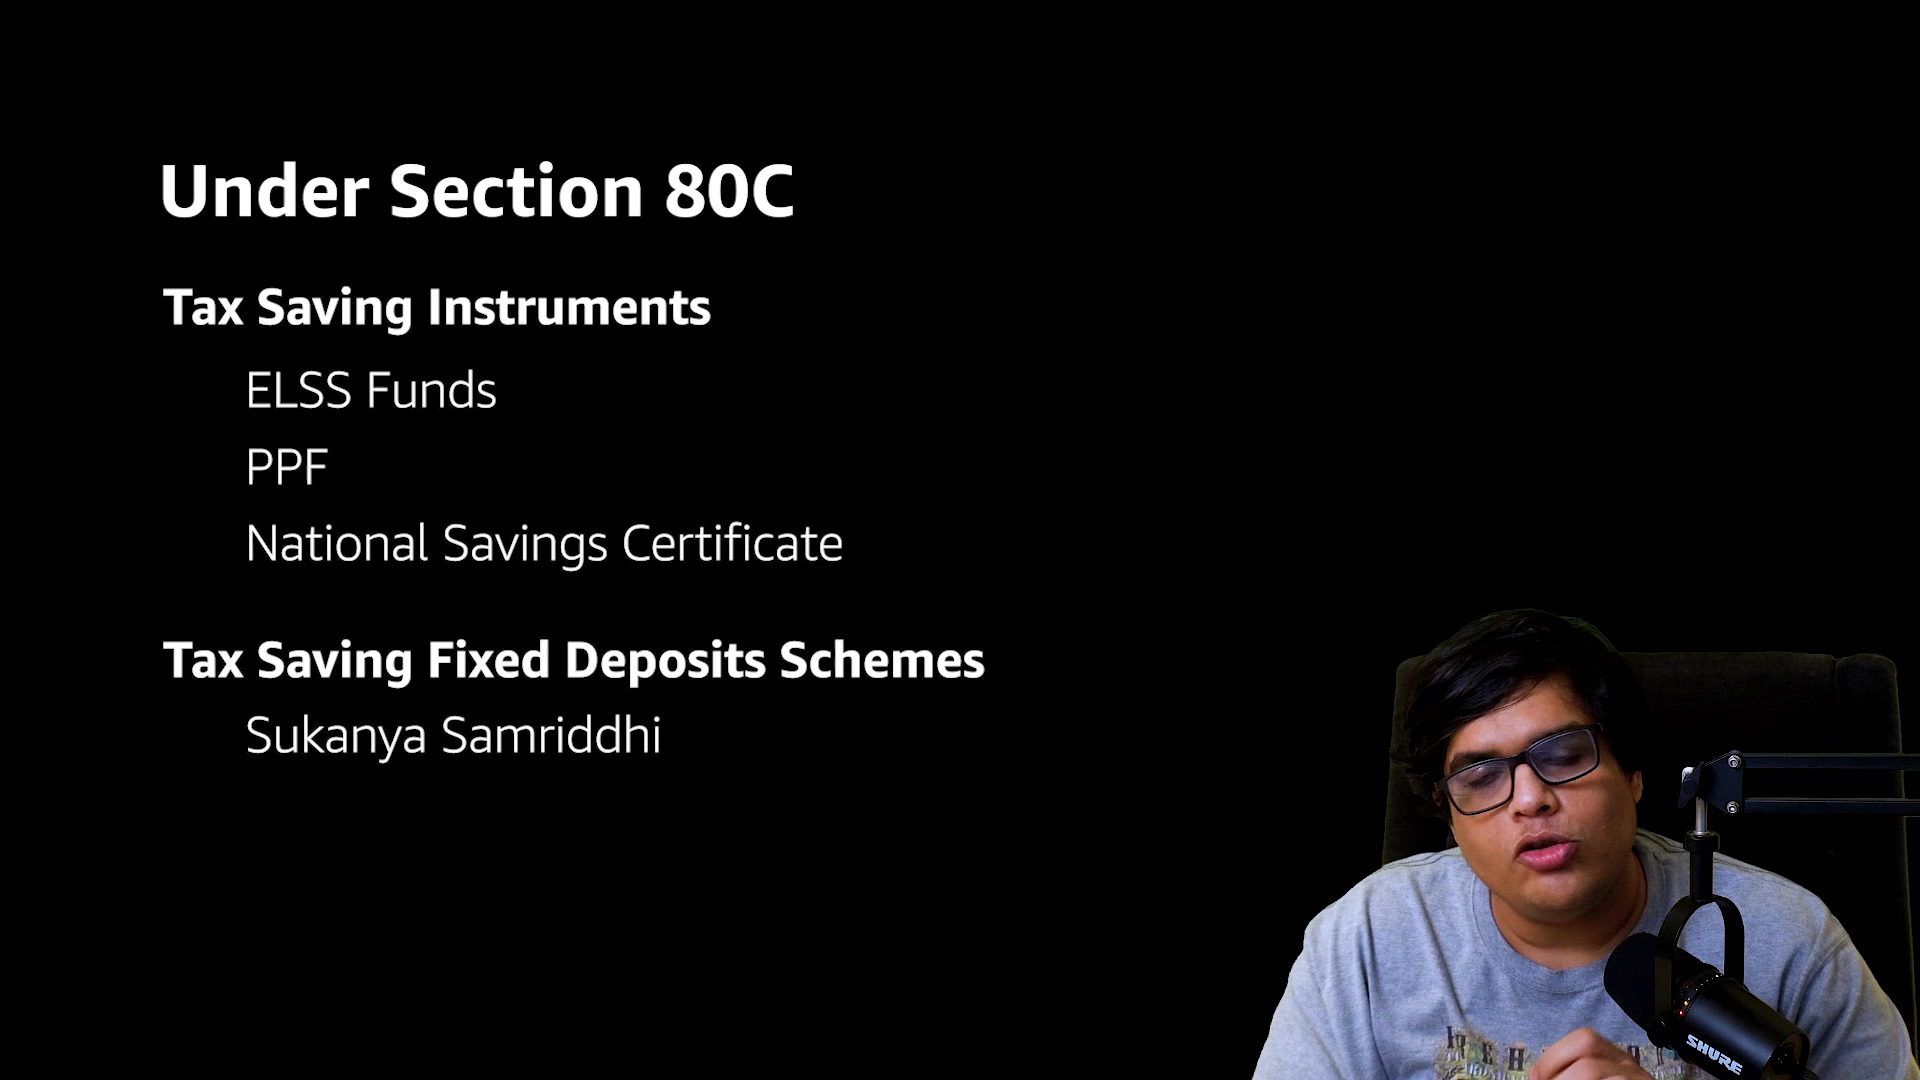 Under Section 80C
Tax Saving Instruments
ELSS Funds
PPF
National Savings Certificate
Tax Saving Fixed Deposits Schemes
Sukanya Samriddhi
SHURE